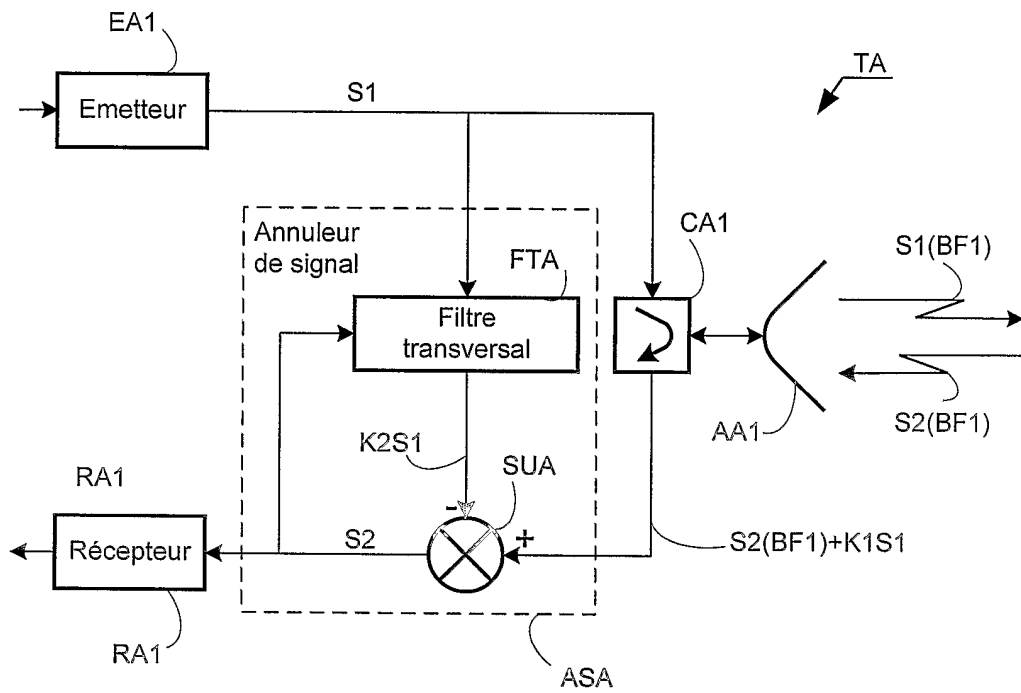 EA1
TA
Emetteur
S1
Annuleur
de signal
CA1
FTA
S1(BF1)
Filtre
transversal
K2S1
AA1
S2(BF1)
RA1
SUA
-
+
Récepteur
S2
S2(BF1)+K1S1
RA1
ASA